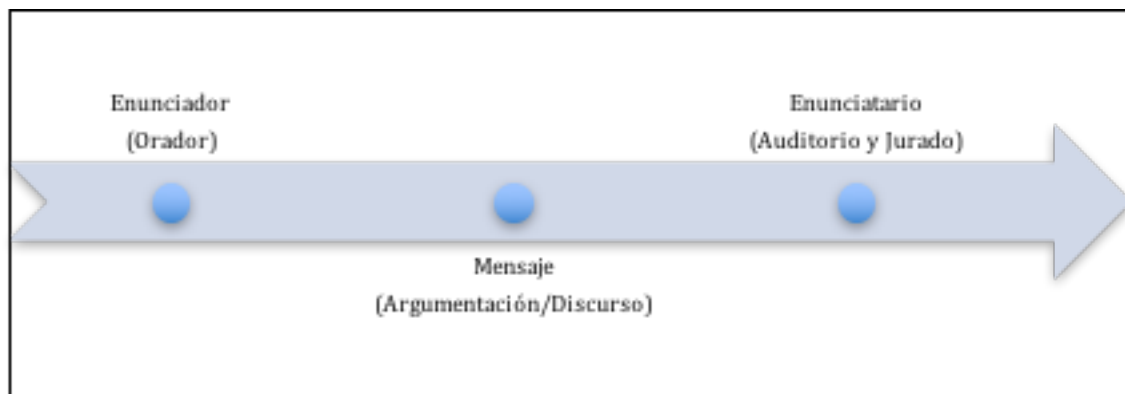 Enunciador
(Orador)
Enunciatario
(Auditorio y Jurado)
Mensaje
(Argumentación/Discurso)